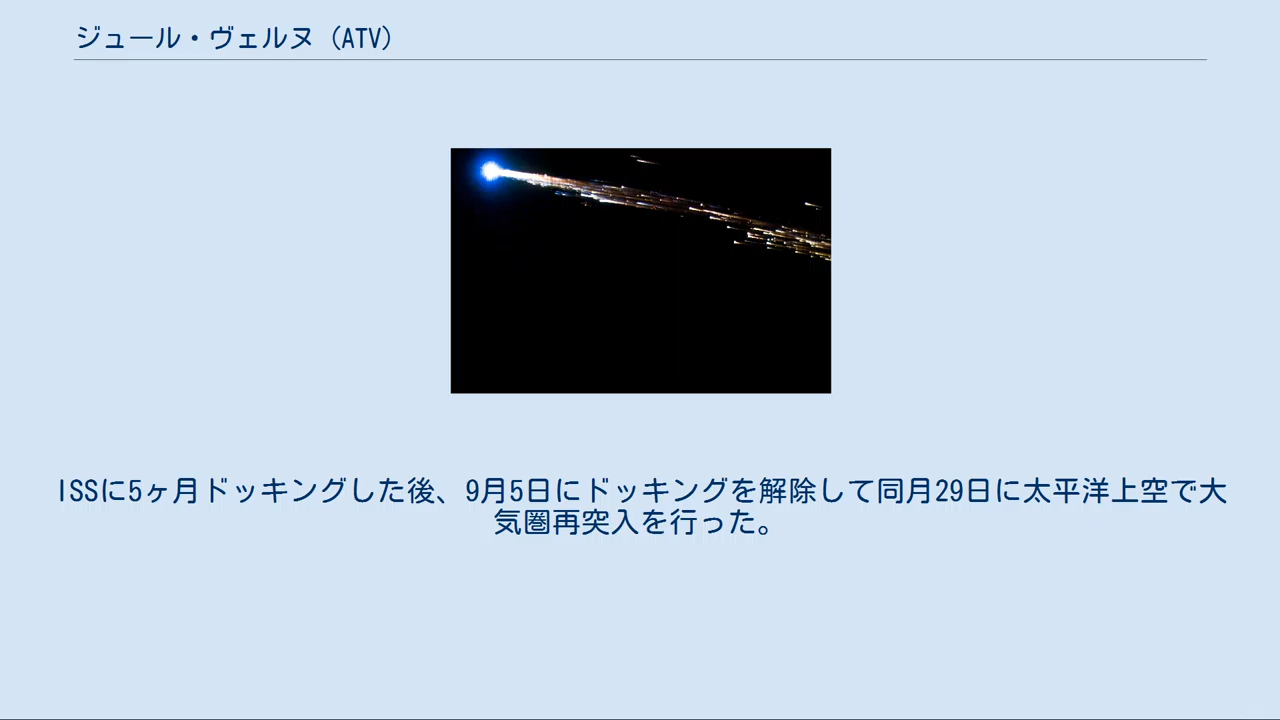 ジュール・ヴェルヌ（ATV）
ISSに5ヶ月ドッキングした後、9月5日にドッキングを解除して同月29日に太平洋上空で大
気圏再突入を行った。